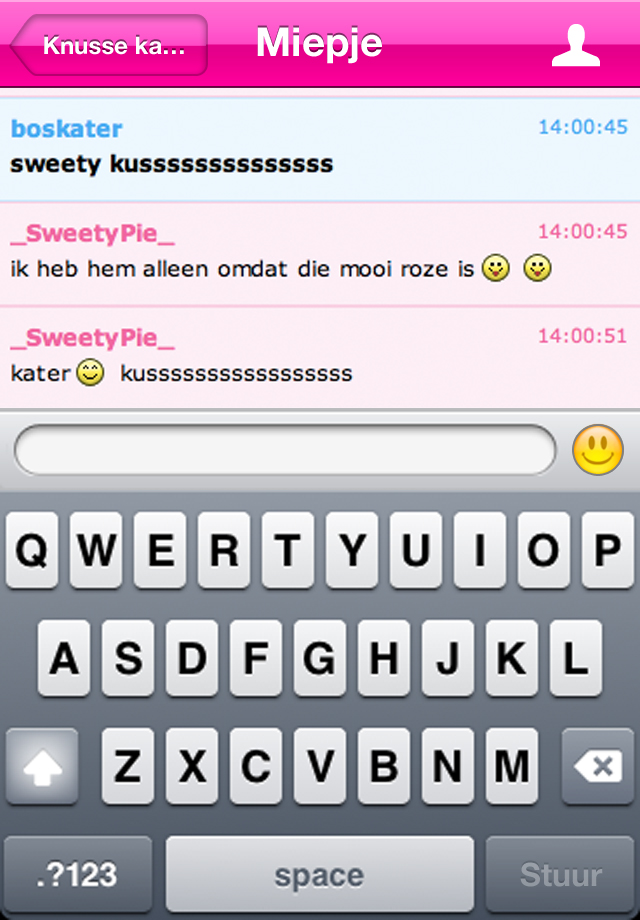 Knusse ka...
Miepje
boskater 14:00:45
sweety kussssssssssssss
_SweetyPie_ 14:00:45
ik heb hem alleen omdat die mooi roze is
_SweetyPie_ 14:00:51
kater kusssssssssssssssss
Q W E R T Y U I O P
A S D F G H J K L
Z X C V B N M
.?123 space Stuur